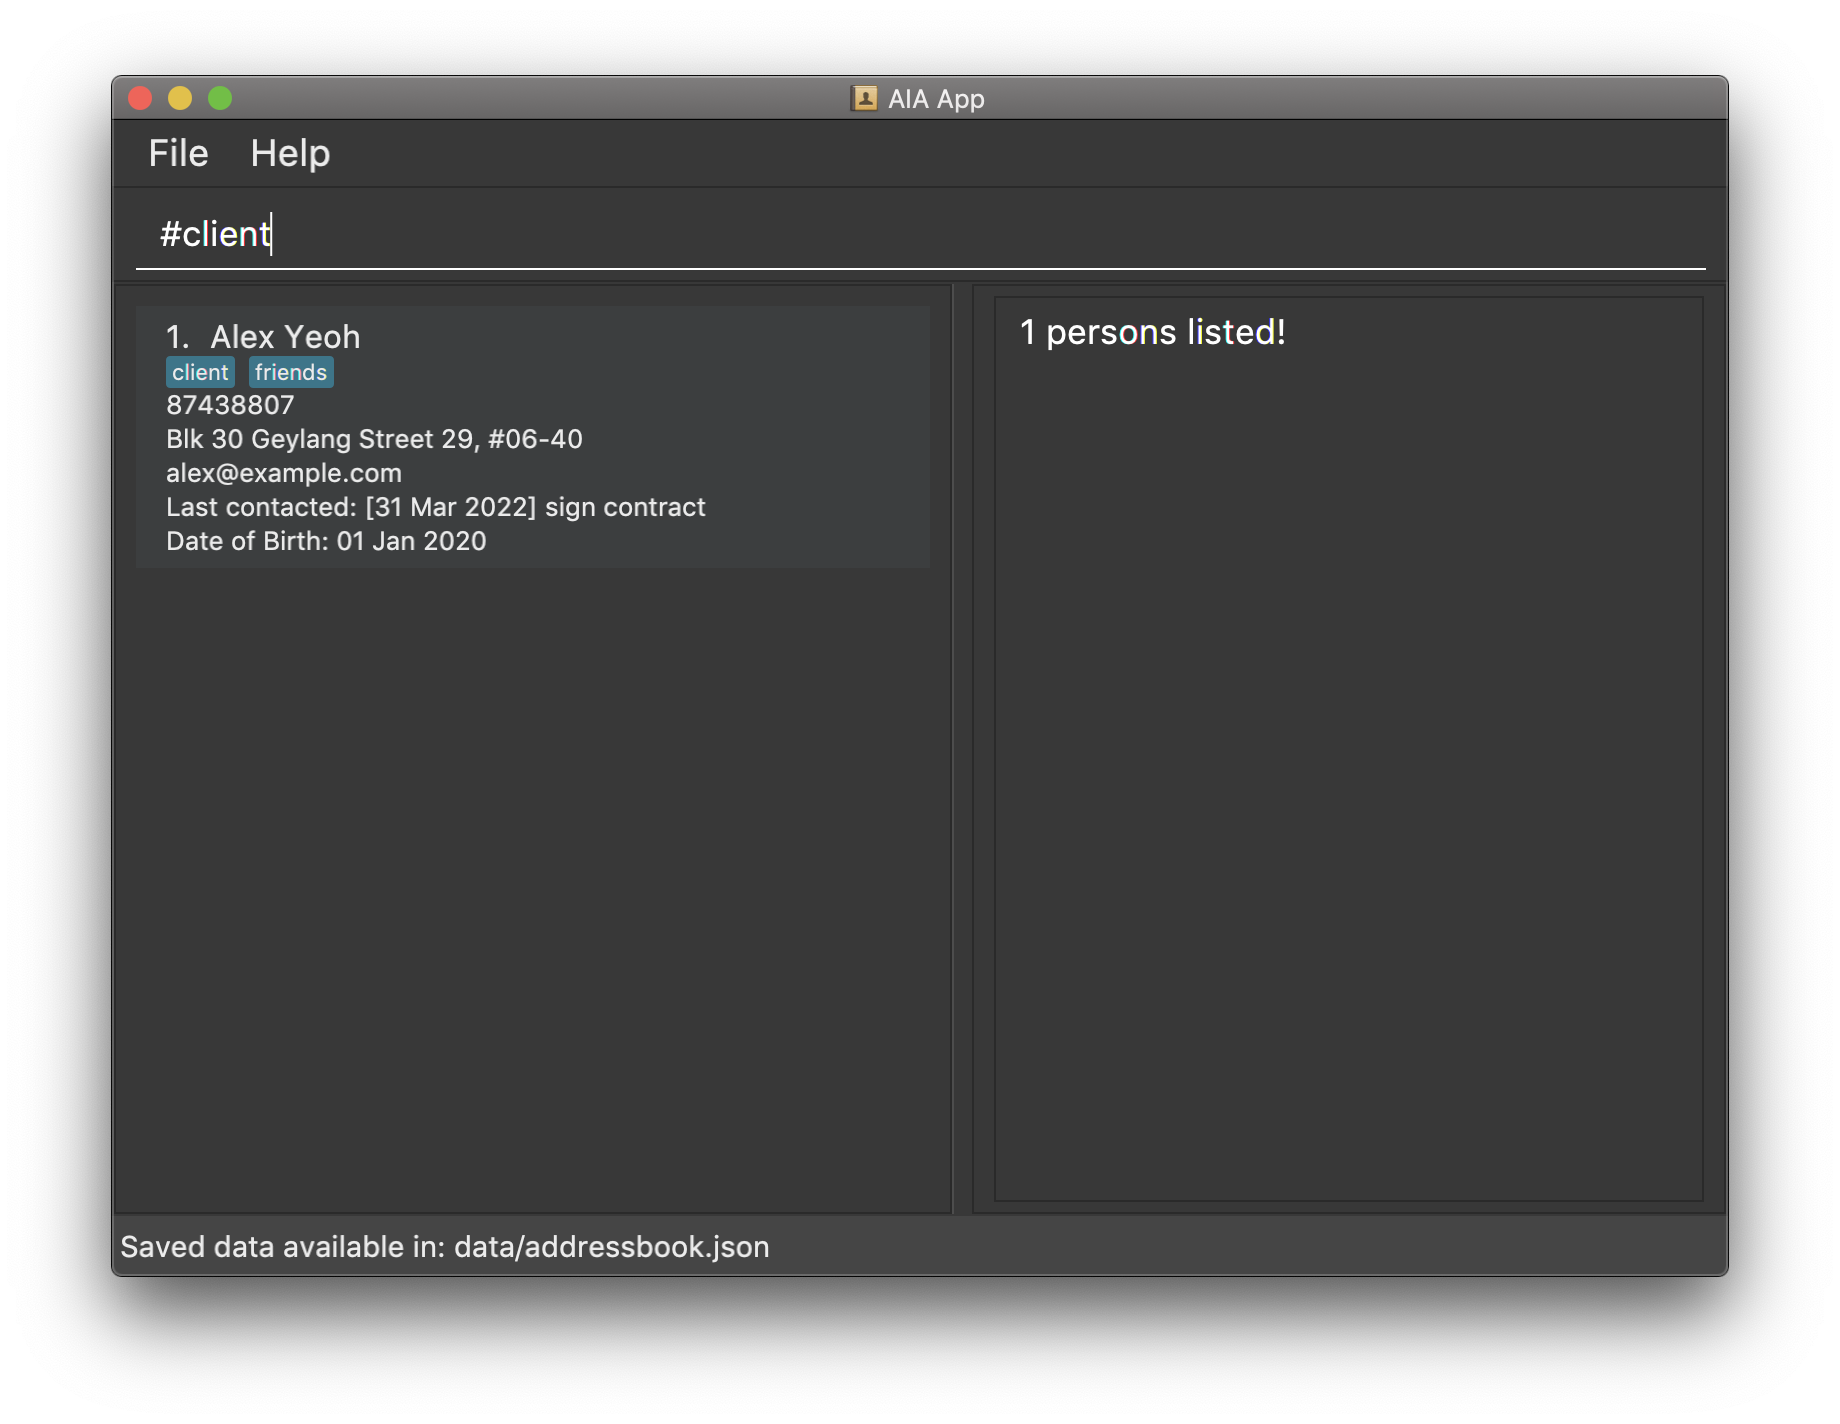 AIA App
File Help
#client
1. Alex Yeoh
client friends
87438807
Blk 30 Geylang Street 29, #06-40
alex@example.com
Last contacted: [31 Mar 2022] sign contract
Date of Birth: 01 Jan 2020
1 persons listed!
Saved data available in: data/addressbook.json